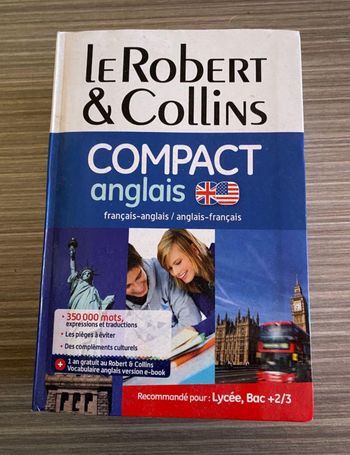 LE ROBERT
& Collins
COMPACT
anglais
français-anglais / anglais-français
• 350 000 mots,
expressions et traductions
• Les pièges à éviter
• Des compléments culturels
+ 1 an gratuit au Robert & Collins
Vocabulaire anglais version e-book
Recommandé pour : Lycée, Bac +2/3